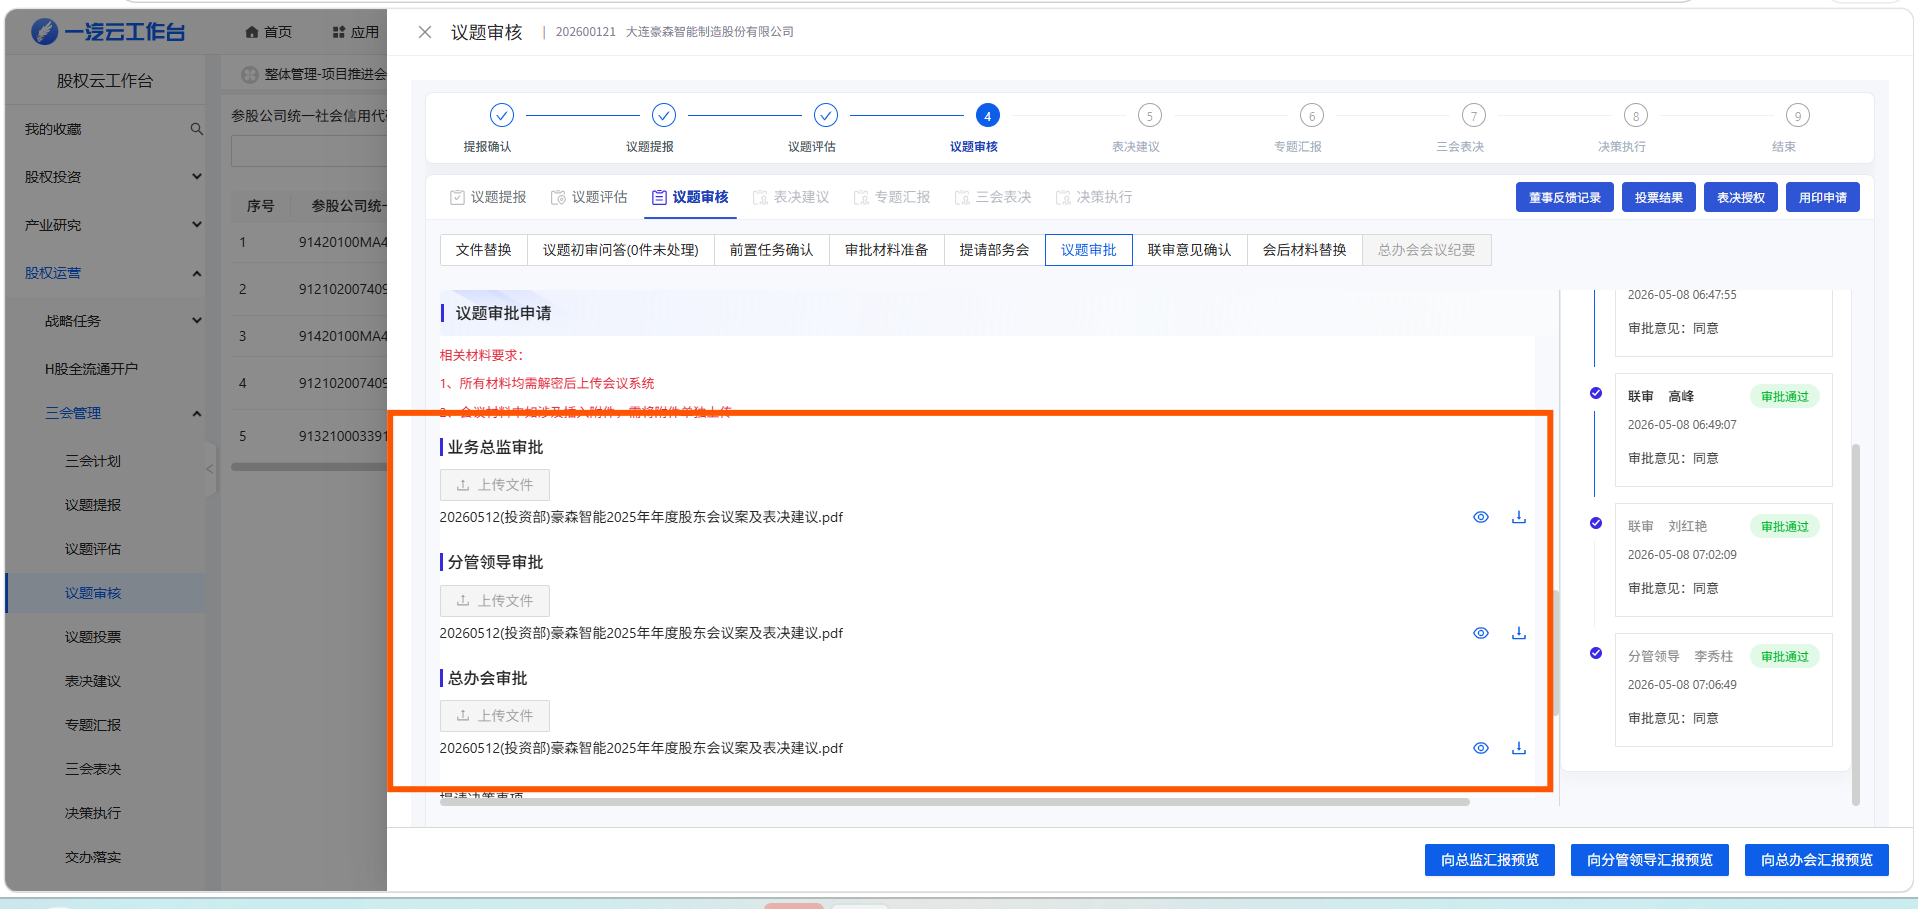 一汽云工作台
首页
应用
股权云工作台
我的收藏
股权投资
产业研究
股权运营
战略任务
H股全流通开户
三会管理
三会计划
议题提报
议题评估
议题审核
议题投票
表决建议
专题汇报
三会表决
决策执行
交办落实
整体管理-项目推进会
参股公司统一社会信用代
序号 参股公司统一
1 91420100MA4
2 912102007409
3 91420100MA4
4 912102007409
5 913210003391
议题审核 | 202600121 大连豪森智能制造股份有限公司
4 5 6 7 8 9
提报确认 议题提报 议题评估 议题审核 表决建议 专题汇报 三会表决 决策执行 结束
议题提报 议题评估 议题审核 表决建议 专题汇报 三会表决 决策执行
董事反馈记录 投票结果 表决授权 用印申请
文件替换 议题初审问答(0件未处理) 前置任务确认 审批材料准备 提请部务会 议题审批 联审意见确认 会后材料替换 总办会会议纪要
议题审批申请
相关材料要求：
1、所有材料均需解密后上传会议系统
2、会议材料中如涉及插入附件，需将附件单独上传
业务总监审批
上传文件
20260512(投资部)豪森智能2025年年度股东会议案及表决建议.pdf
分管领导审批
上传文件
20260512(投资部)豪森智能2025年年度股东会议案及表决建议.pdf
总办会审批
上传文件
20260512(投资部)豪森智能2025年年度股东会议案及表决建议.pdf
提请决策事项
2026-05-08 06:47:55
审批意见：同意
联审 高峰 审批通过
2026-05-08 06:49:07
审批意见：同意
联审 刘红艳 审批通过
2026-05-08 07:02:09
审批意见：同意
分管领导 李秀柱 审批通过
2026-05-08 07:06:49
审批意见：同意
向总监汇报预览 向分管领导汇报预览 向总办会汇报预览